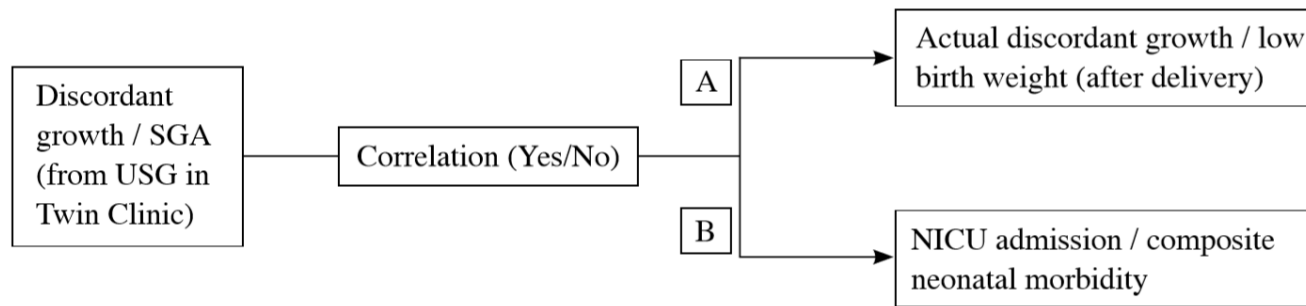 Discordant
growth / SGA
(from USG in
Twin Clinic)
Correlation (Yes/No)
A
Actual discordant growth / low
birth weight (after delivery)
B
NICU admission / composite
neonatal morbidity